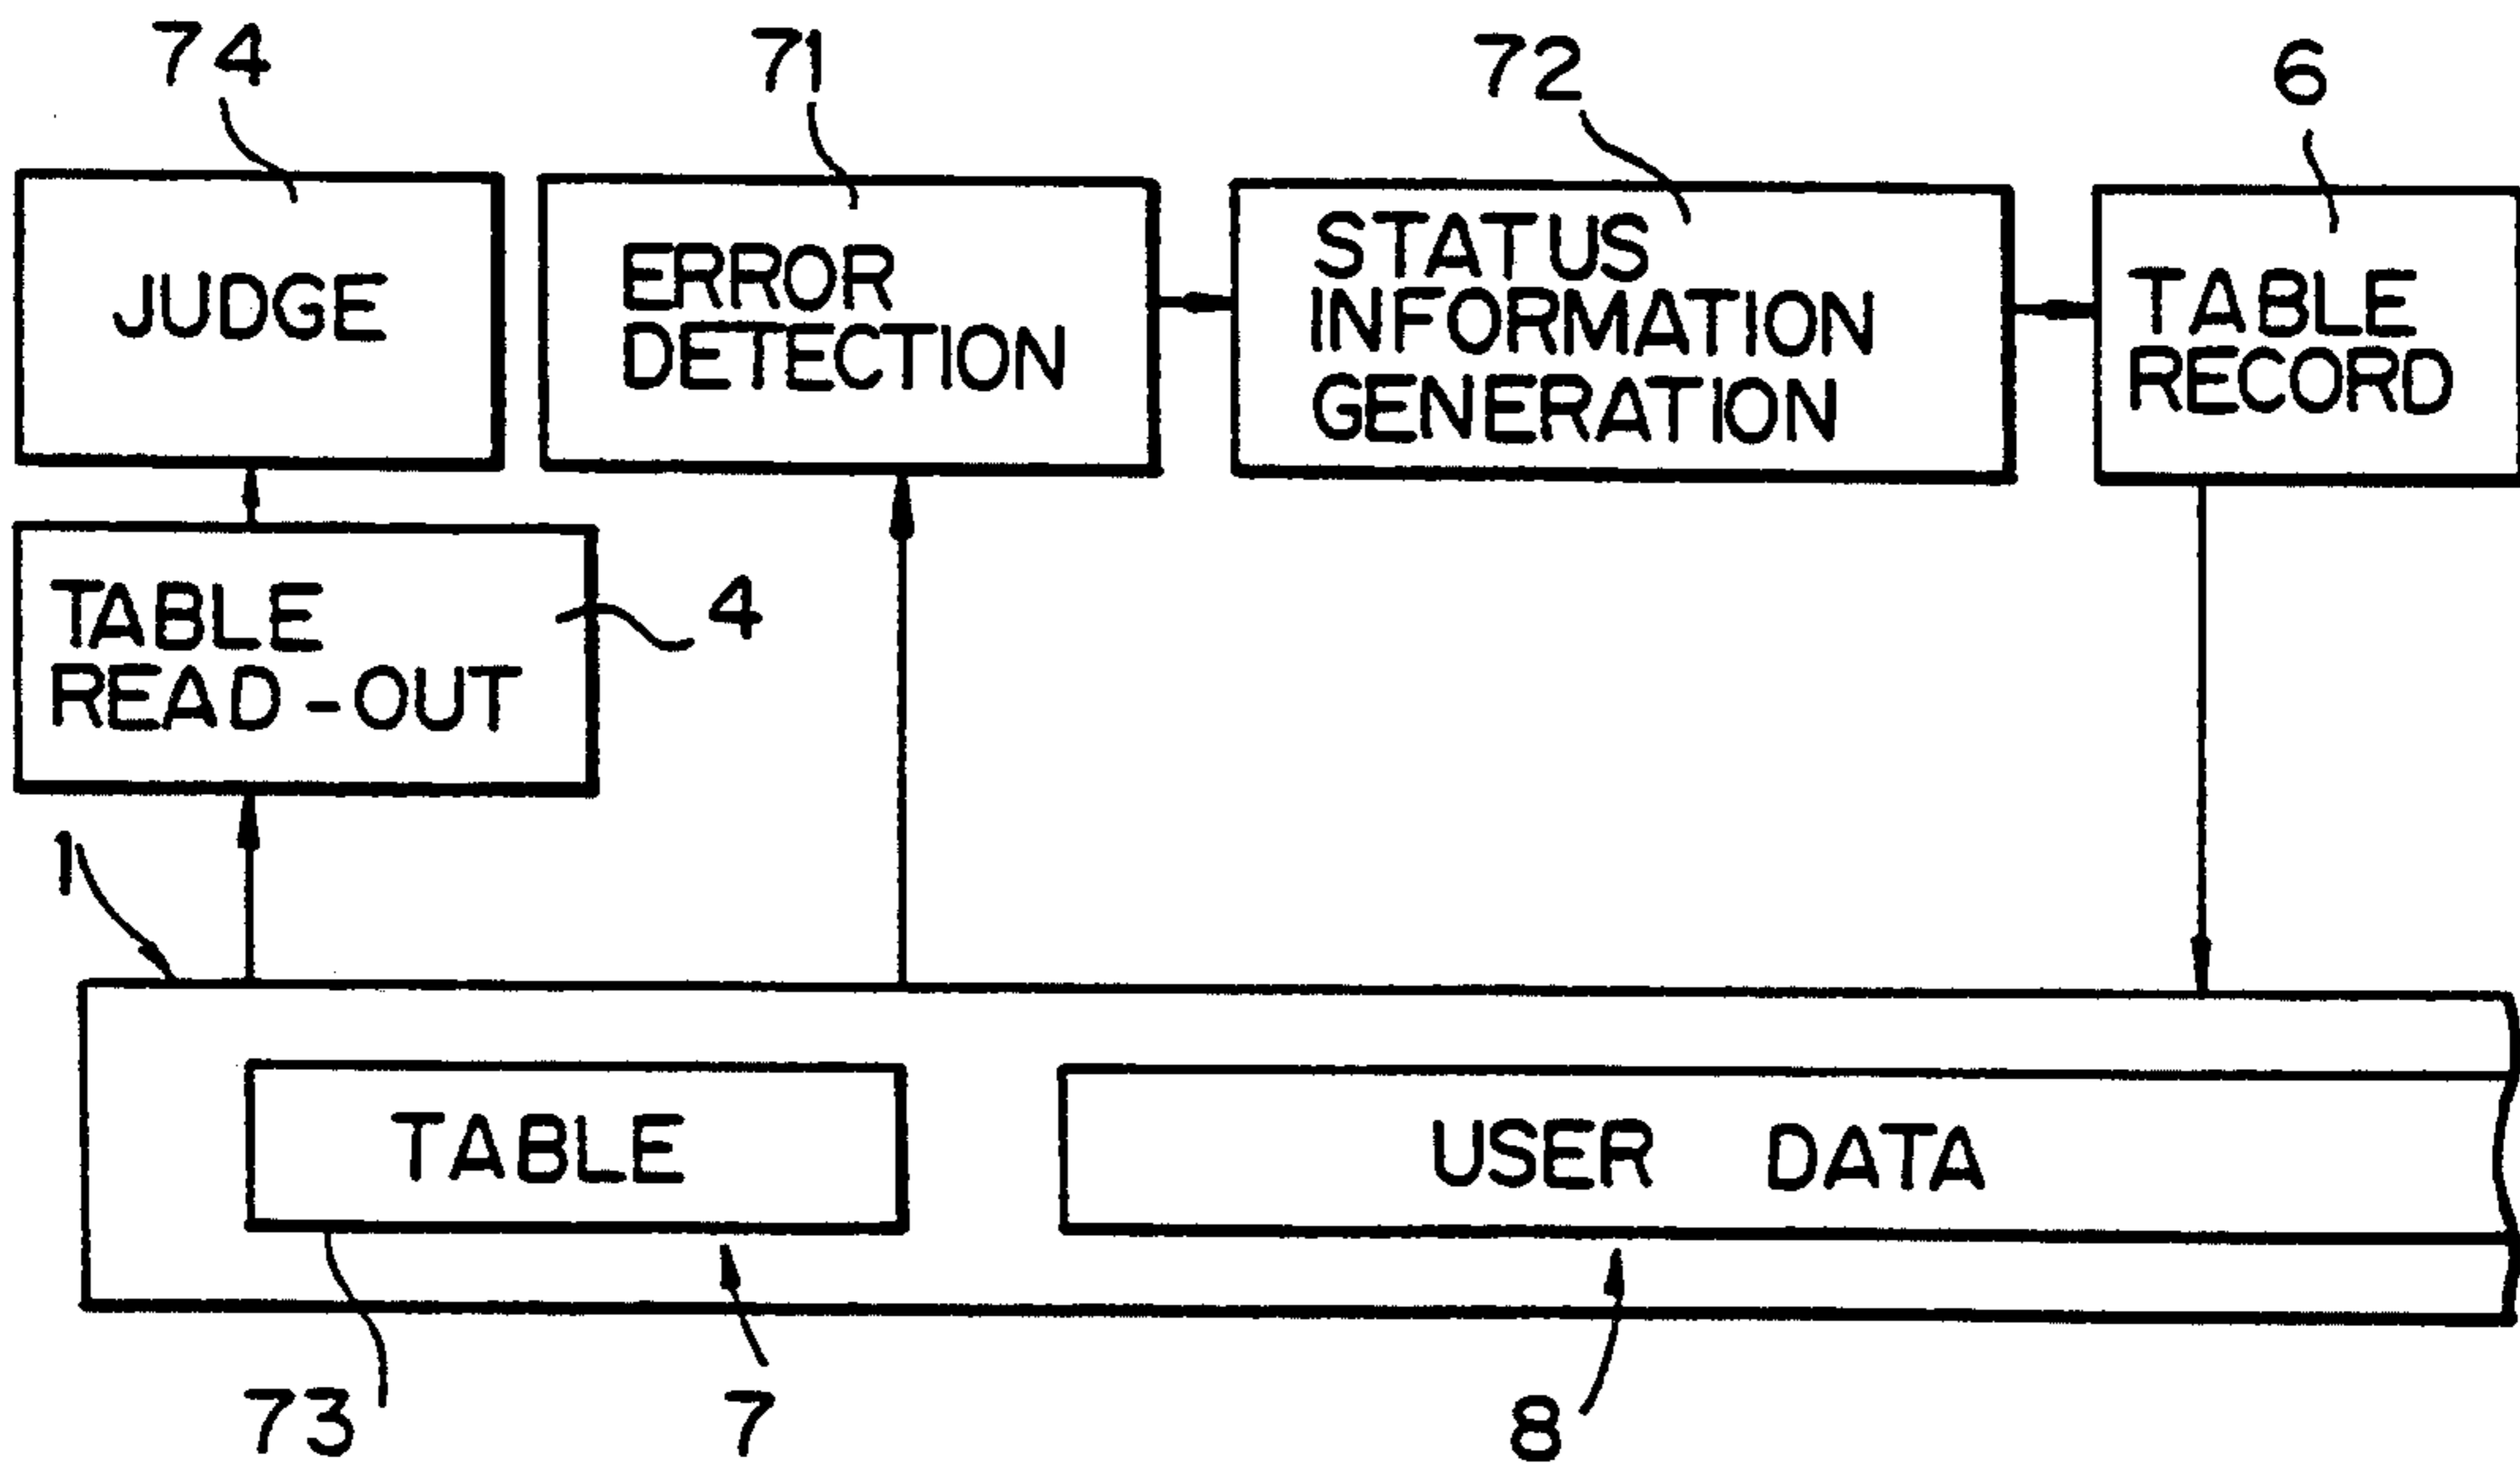 74
71
72
6
JUDGE
ERROR
DETECTION
STATUS
INFORMATION
GENERATION
TABLE
RECORD
TABLE
READ-OUT
4
1
TABLE
USER DATA
73
7
8